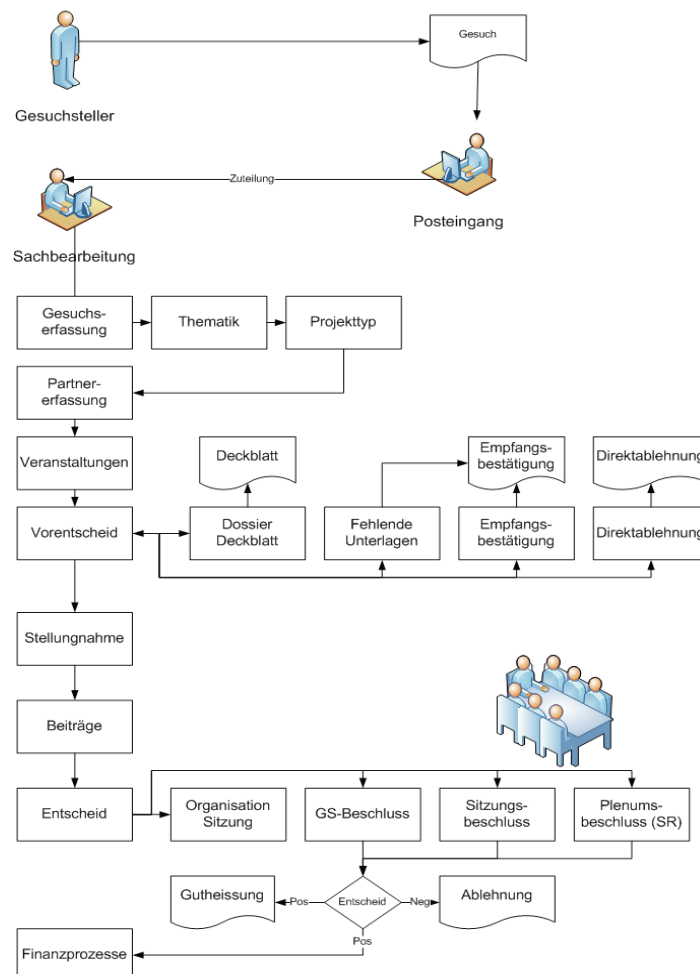 Gesuch
Gesuchsteller
Zuteilung
Posteingang
Sachbearbeitung
Gesuchs-
erfassung
Thematik
Projekttyp
Partner-
erfassung
Veranstaltungen
Deckblatt
Empfangs-
bestätigung
Direktablehnung
Vorentscheid
Dossier
Deckblatt
Fehlende
Unterlagen
Empfangs-
bestätigung
Direktablehnung
Stellungnahme
Beiträge
Entscheid
Organisation
Sitzung
GS-Beschluss
Sitzungs-
beschluss
Plenums-
beschluss (SR)
Gutheissung
Pos
Entscheid
Neg
Ablehnung
Pos
Finanzprozesse